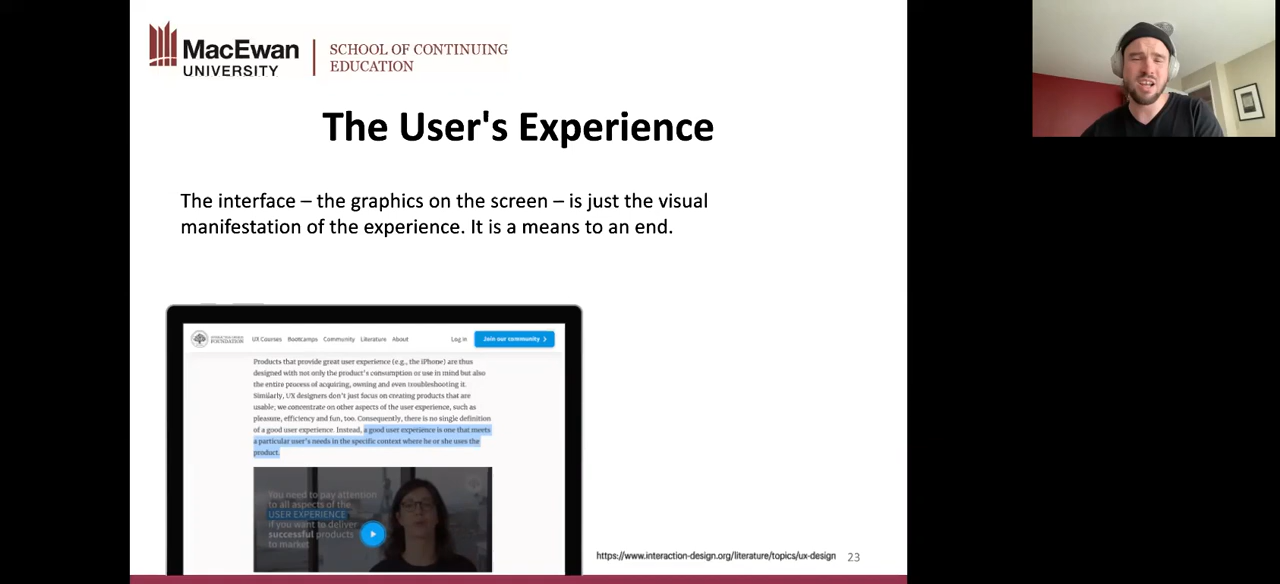 MacEwan
UNIVERSITY
SCHOOL OF CONTINUING
EDUCATION
The User's Experience
The interface – the graphics on the screen – is just the visual
manifestation of the experience. It is a means to an end.
INTERACTION DESIGN
FOUNDATION
UX Courses Bootcamps Community Literature About Log in Join our community
Products that provide great user experience (e.g., the iPhone) are thus
designed with not only the product's consumption or use in mind but also
the entire process of acquiring, owning and even troubleshooting it.
Similarly, UX designers don't just focus on creating products that are
usable; we concentrate on other aspects of the user experience, such as
pleasure, efficiency and fun, too. Consequently, there is no single definition
of a good user experience. Instead, a good user experience is one that meets
a particular user's needs in the specific context where he or she uses the
product.
You need to pay attention
to all aspects of the
USER EXPERIENCE
if you want to deliver
successful products
to market
https://www.interaction-design.org/literature/topics/ux-design
23